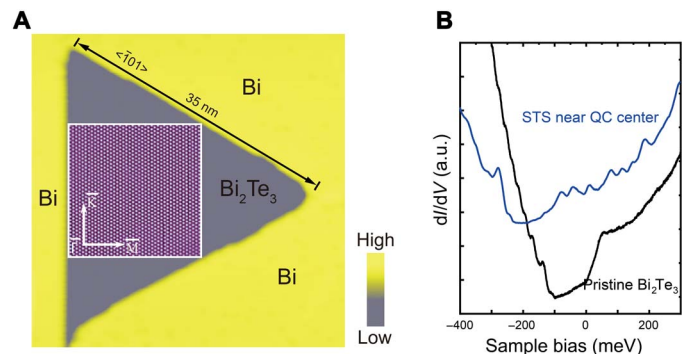 A
B
<1̅01>
35 nm
Bi
Bi
Bi₂Te₃
Bi
K̅
Γ̅
M̅
High
Low
STS near QC center
Pristine Bi₂Te₃
dI/dV (a.u.)
−400
−200
0
200
Sample bias (meV)